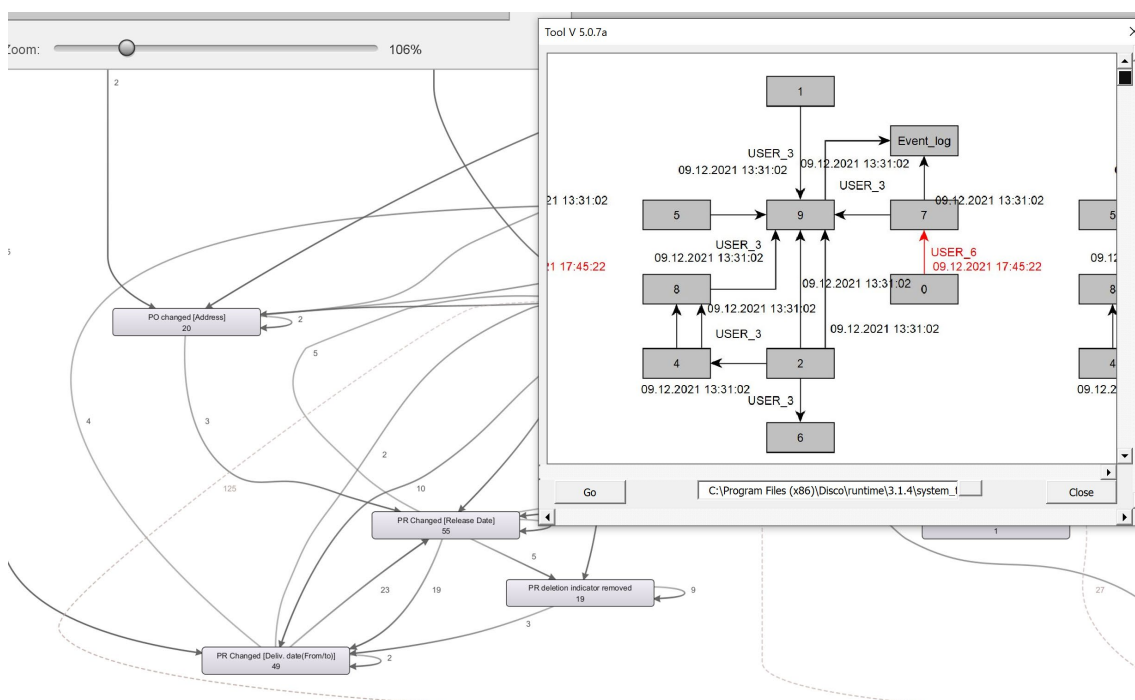 Zoom:
106%
Tool V 5.0.7a
2
1
Event_log
USER_3
09.12.2021 13:31:02
09.12.2021 13:31:02
USER_3
21 13:31:02
09.12.2021 13:31:02
5
9
7
5
USER_3
09.12.2021 13:31:02
USER_6
21 17:45:22
09.12.2021 17:45:22
09.12
8
09.12.2021 13:31:02
0
8
09.12.2021 13:31:02
USER_3
09.12.2021 13:31:02
4
2
4
09.12.2021 13:31:02
09.12.2
USER_3
6
Go
C:\Program Files (x86)\Disco\runtime\3.1.4\system_f
Close
PO changed [Address]
20
2
5
4
3
2
125
10
PR Changed [Release Date]
55
1
5
23
19
PR deletion indicator removed
19
9
27
3
PR Changed [Deliv. date(From/to)]
49
2